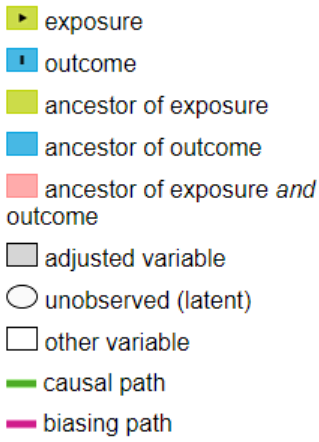 exposure
outcome
ancestor of exposure
ancestor of outcome
ancestor of exposure and
outcome
adjusted variable
unobserved (latent)
other variable
causal path
biasing path